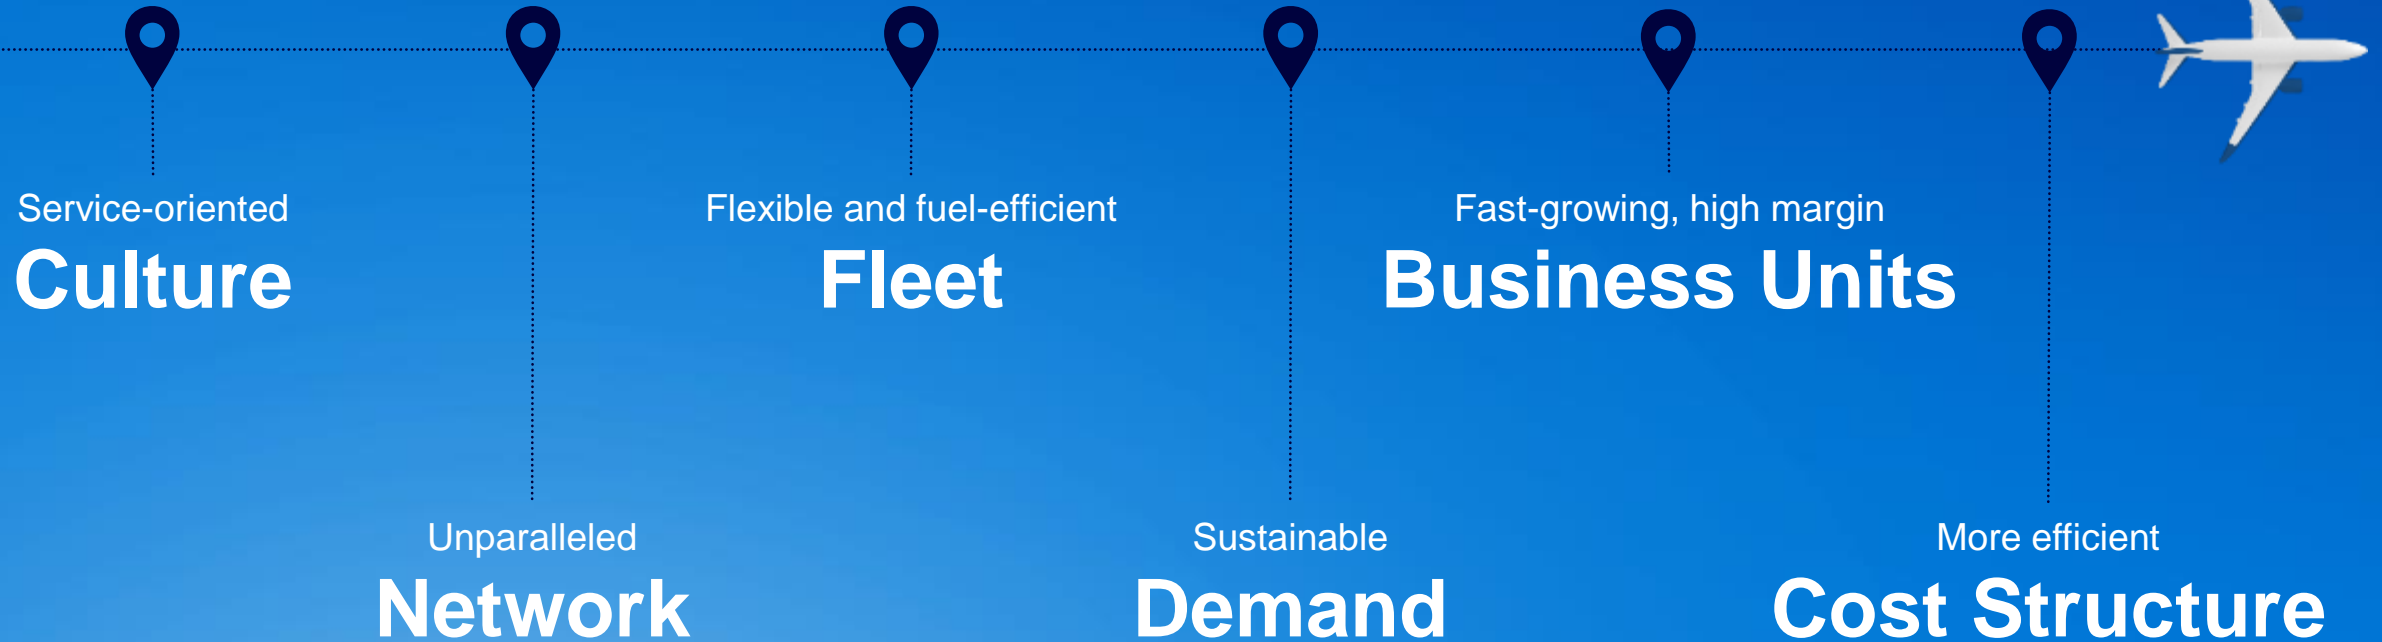 Service-oriented
Culture
Unparalleled
Network
Flexible and fuel-efficient
Fleet
Sustainable
Demand
Fast-growing, high margin
Business Units
More efficient
Cost Structure